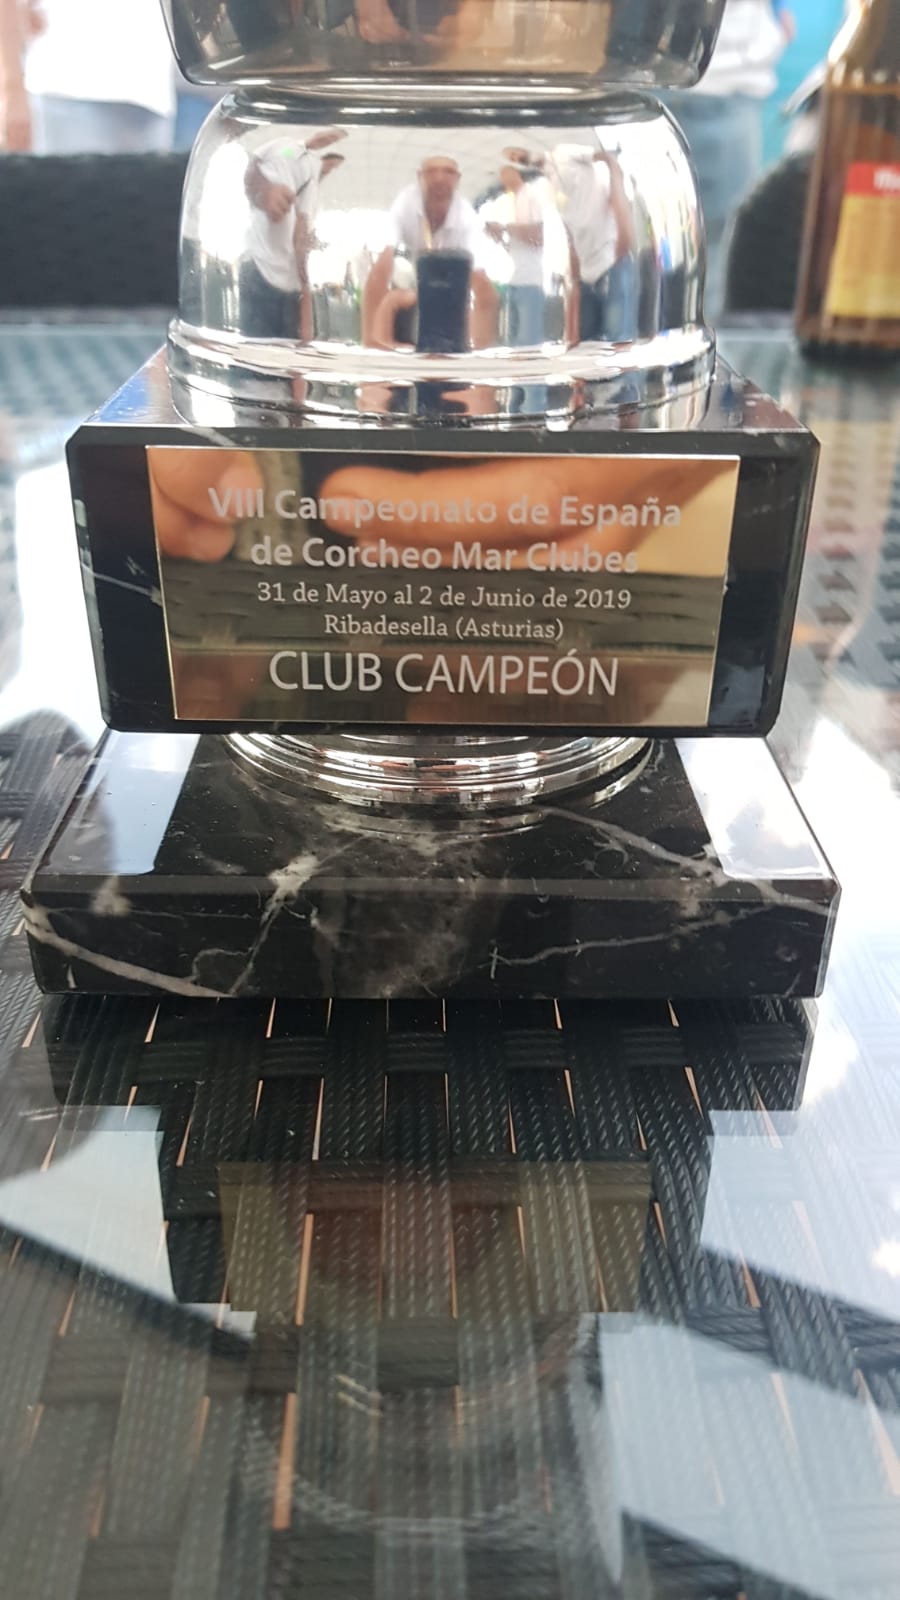 VIII Campeonato de España
de Corcheo Mar Clubes
31 de Mayo al 2 de Junio de 2019
Ribadesella (Asturias)
CLUB CAMPEÓN